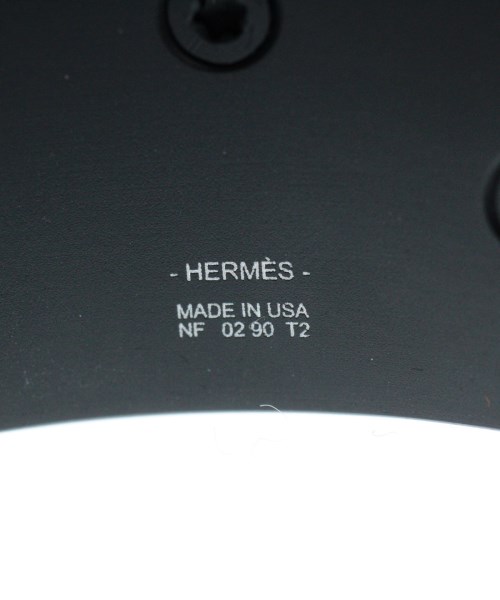 - HERMÈS -
MADE IN USA
NF 02 90 T2